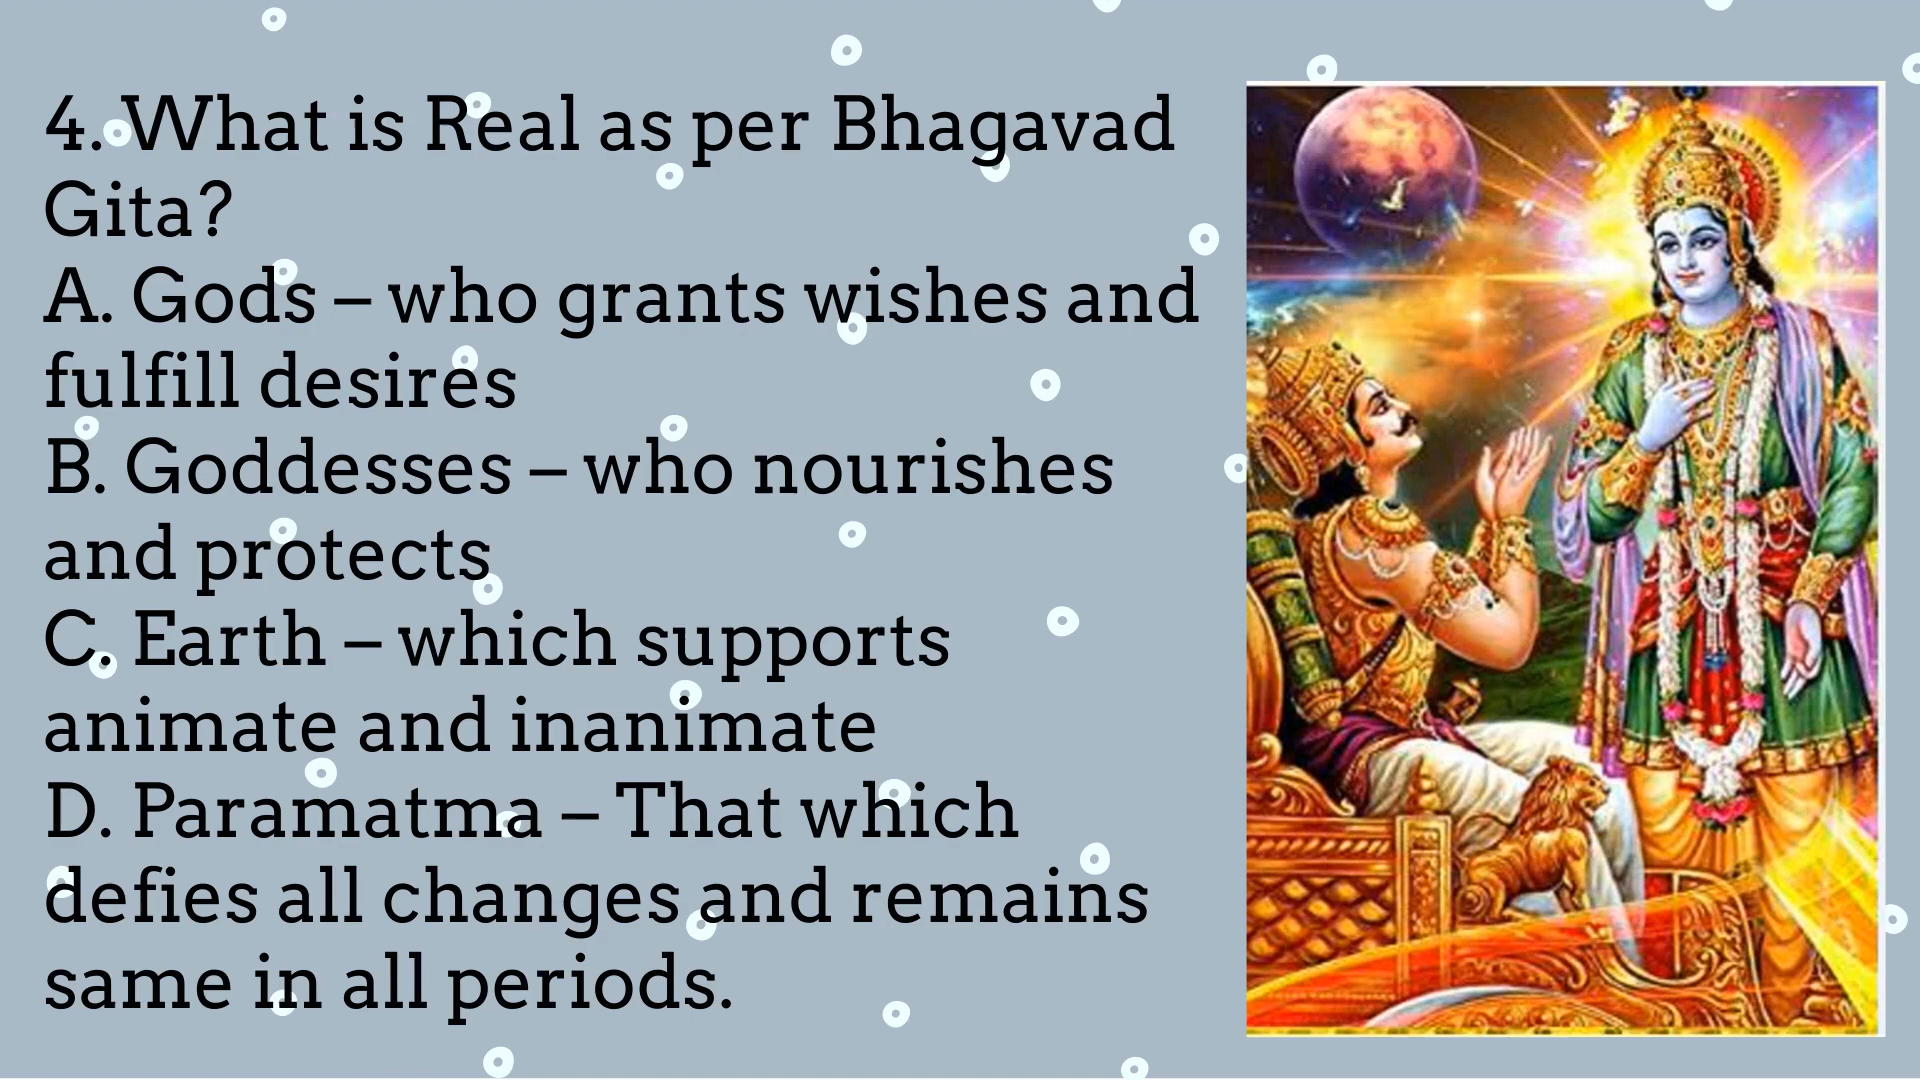 4. What is Real as per Bhagavad
Gita?
A. Gods – who grants wishes and
fulfill desires
B. Goddesses – who nourishes
and protects
C. Earth – which supports
animate and inanimate
D. Paramatma – That which
defies all changes and remains
same in all periods.